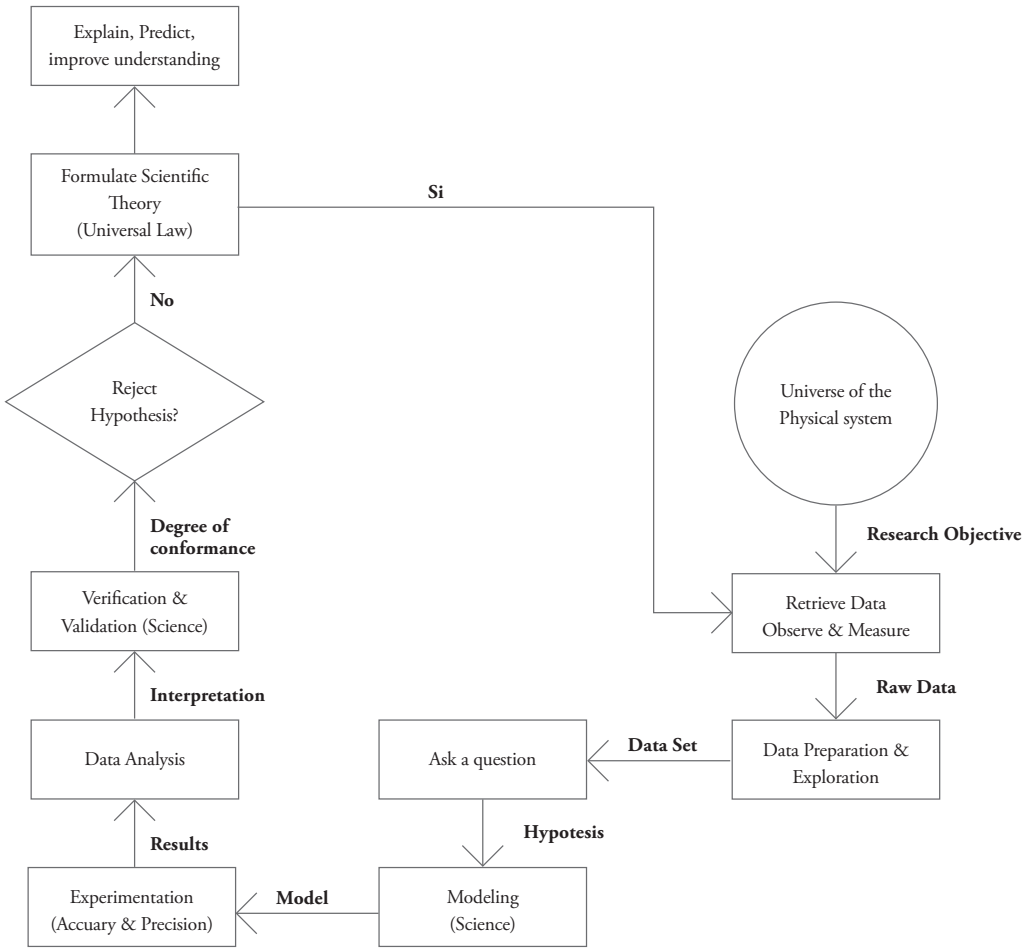 Explain, Predict,
improve understanding
Formulate Scientific
Theory
(Universal Law)
Si
No
Reject
Hypothesis?
Universe of the
Physical system
Degree of
conformance
Research Objective
Verification &
Validation (Science)
Retrieve Data
Observe & Measure
Interpretation
Raw Data
Data Analysis
Ask a question
Data Set
Data Preparation &
Exploration
Results
Hypotesis
Experimentation
(Accuary & Precision)
Model
Modeling
(Science)